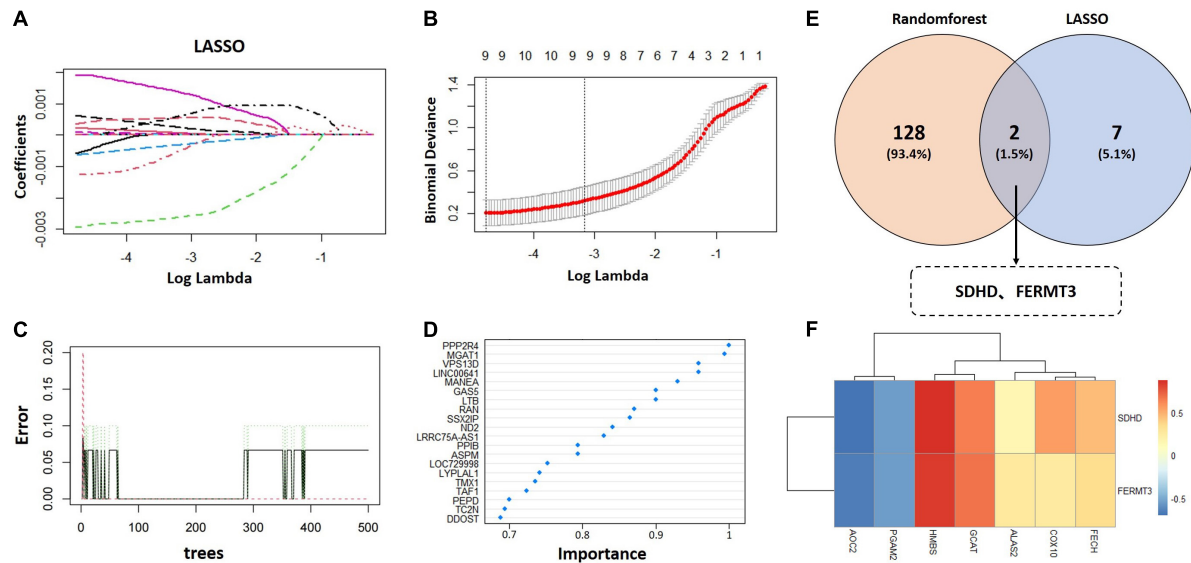 A
LASSO
Coefficients
0.001
-0.001
-0.003
-4
-3
-2
-1
0
Log Lambda
B
9 9 10 10 9 9 9 8 7 6 7 4 3 2 1 1
Binomial Deviance
1.4
1.0
0.6
0.2
-4
-3
-2
-1
Log Lambda
E
Randomforest
LASSO
128
(93.4%)
2
(1.5%)
7
(5.1%)
SDHD、FERMT3
C
Error
0.20
0.15
0.10
0.05
0.00
0
100
200
300
400
500
trees
D
PPP2R4
MGAT1
VPS13D
LINC00641
MANEA
GAS5
LTB
RAN
SSX2IP
ND2
LRRC75A-AS1
PPIB
ASPM
LOC729998
LYPLAL1
TMX1
TAF1
PEPD
TC2N
DDOST
0.7
0.8
0.9
1
Importance
F
SDHD
FERMT3
AOC2
PGAM2
HMBS
GCAT
ALAS2
COX10
FECH
0.5
0
-0.5